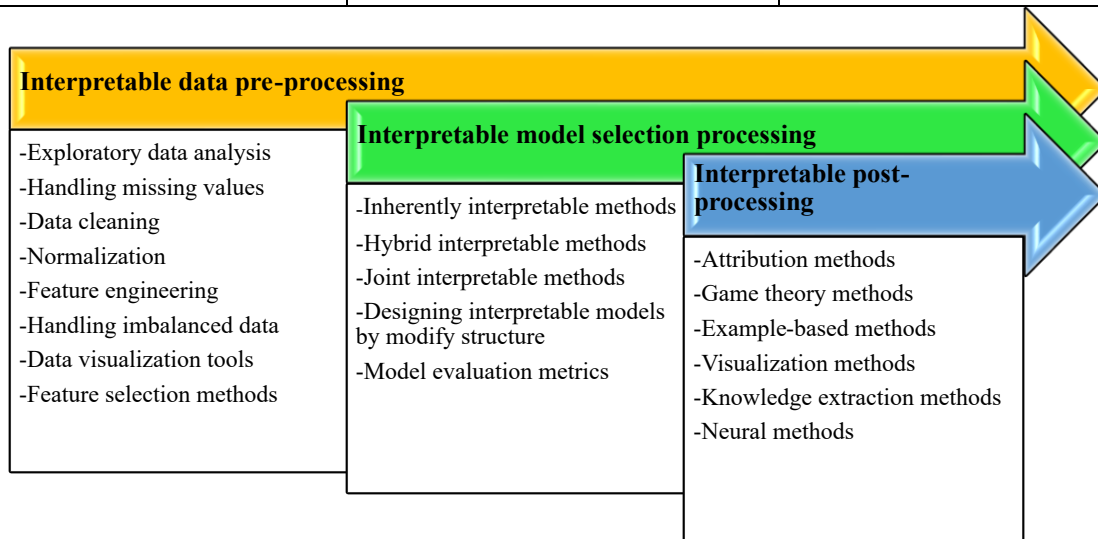 Interpretable data pre-processing
-Exploratory data analysis
-Handling missing values
-Data cleaning
-Normalization
-Feature engineering
-Handling imbalanced data
-Data visualization tools
-Feature selection methods
Interpretable model selection processing
-Inherently interpretable methods
-Hybrid interpretable methods
-Joint interpretable methods
-Designing interpretable models
by modify structure
-Model evaluation metrics
Interpretable post-
processing
-Attribution methods
-Game theory methods
-Example-based methods
-Visualization methods
-Knowledge extraction methods
-Neural methods